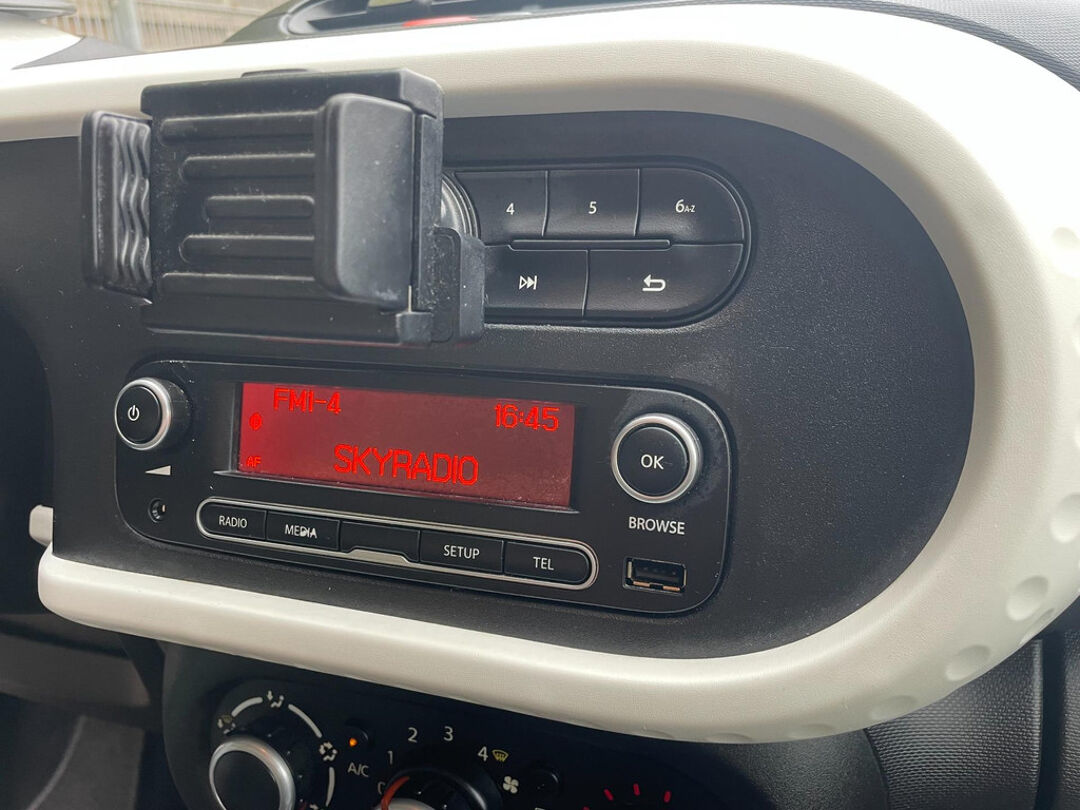 4 5 6A-Z
FM1-4 16:45
AF SKYRADIO
OK
BROWSE
RADIO MEDIA SETUP TEL
A/C 0 1 2 3 4